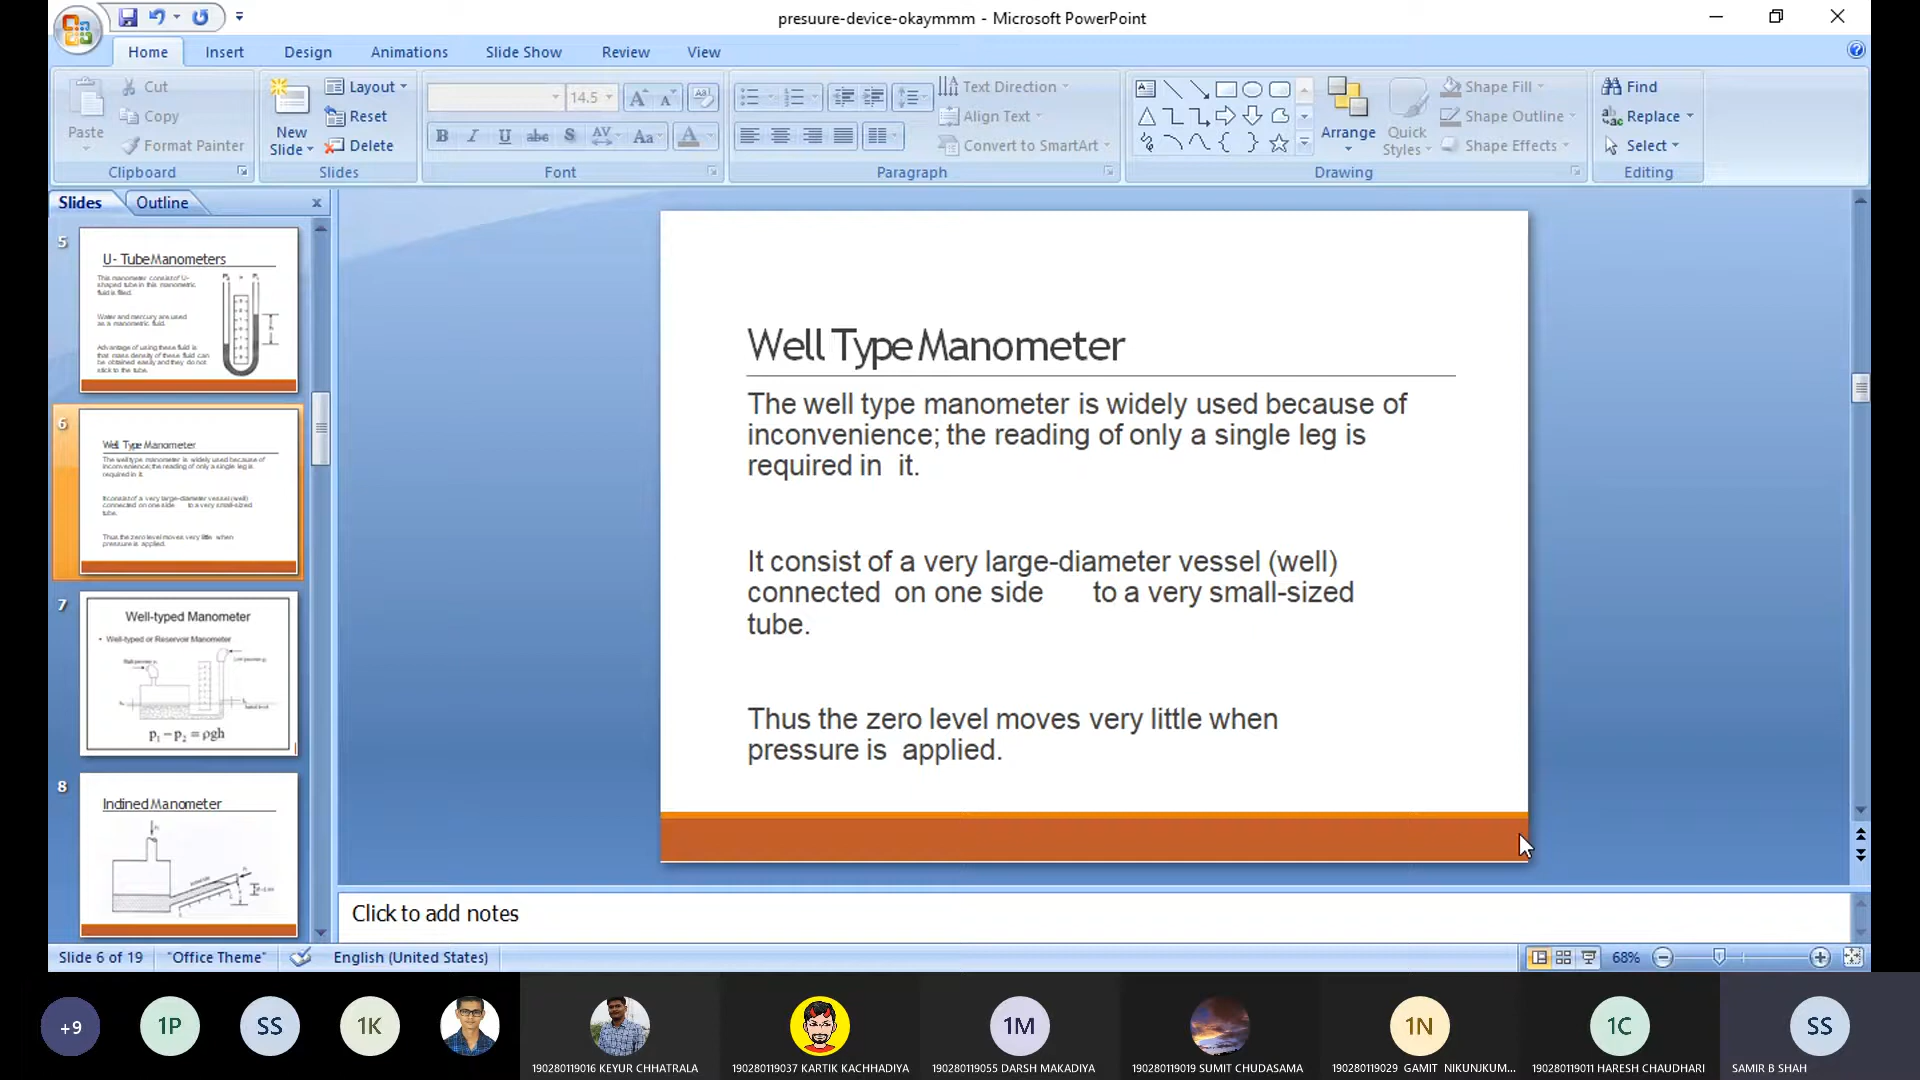 presuure-device-okaymmm - Microsoft PowerPoint
Home Insert Design Animations Slide Show Review View
Paste
Cut
Copy
Format Painter
Clipboard
New Slide
Layout
Reset
Delete
Slides
14.5
B I U abc S AV Aa A
Font
Text Direction
Align Text
Convert to SmartArt
Paragraph
Arrange
Quick Styles
Shape Fill
Shape Outline
Shape Effects
Drawing
Find
Replace
Select
Editing
Slides Outline
5
U- TubeManometers
This manometer consist of U-
shaped tube in this manometric
fluid is filled.
Water and mercury are used
as a manometric fluid.
Advantage of using these fluid is
that mass density of these fluid can
be obtained easily and they do not
stick to the tube.
6
Well Type Manometer
The well type manometer is widely used because of
inconvenience; the reading of only a single leg is
required in it.
It consist of a very large-diameter vessel (well)
connected on one side to a very small-sized
tube.
Thus the zero level moves very little when
pressure is applied.
7
Well-typed Manometer
• Well-typed or Reservoir Manometer
p₁ – p₂ = ρgh
8
Inclined Manometer
Well Type Manometer
The well type manometer is widely used because of
inconvenience; the reading of only a single leg is
required in it.
It consist of a very large-diameter vessel (well)
connected on one side to a very small-sized
tube.
Thus the zero level moves very little when
pressure is applied.
Click to add notes
Slide 6 of 19 "Office Theme" English (United States) 68%
+9 1P SS 1K 1M 1N 1C SS
190280119016 KEYUR CHHATRALA 190280119037 KARTIK KACHHADIYA 190280119055 DARSH MAKADIYA 190280119019 SUMIT CHUDASAMA 190280119029 GAMIT NIKUNJKUM... 190280119011 HARESH CHAUDHARI SAMIR B SHAH